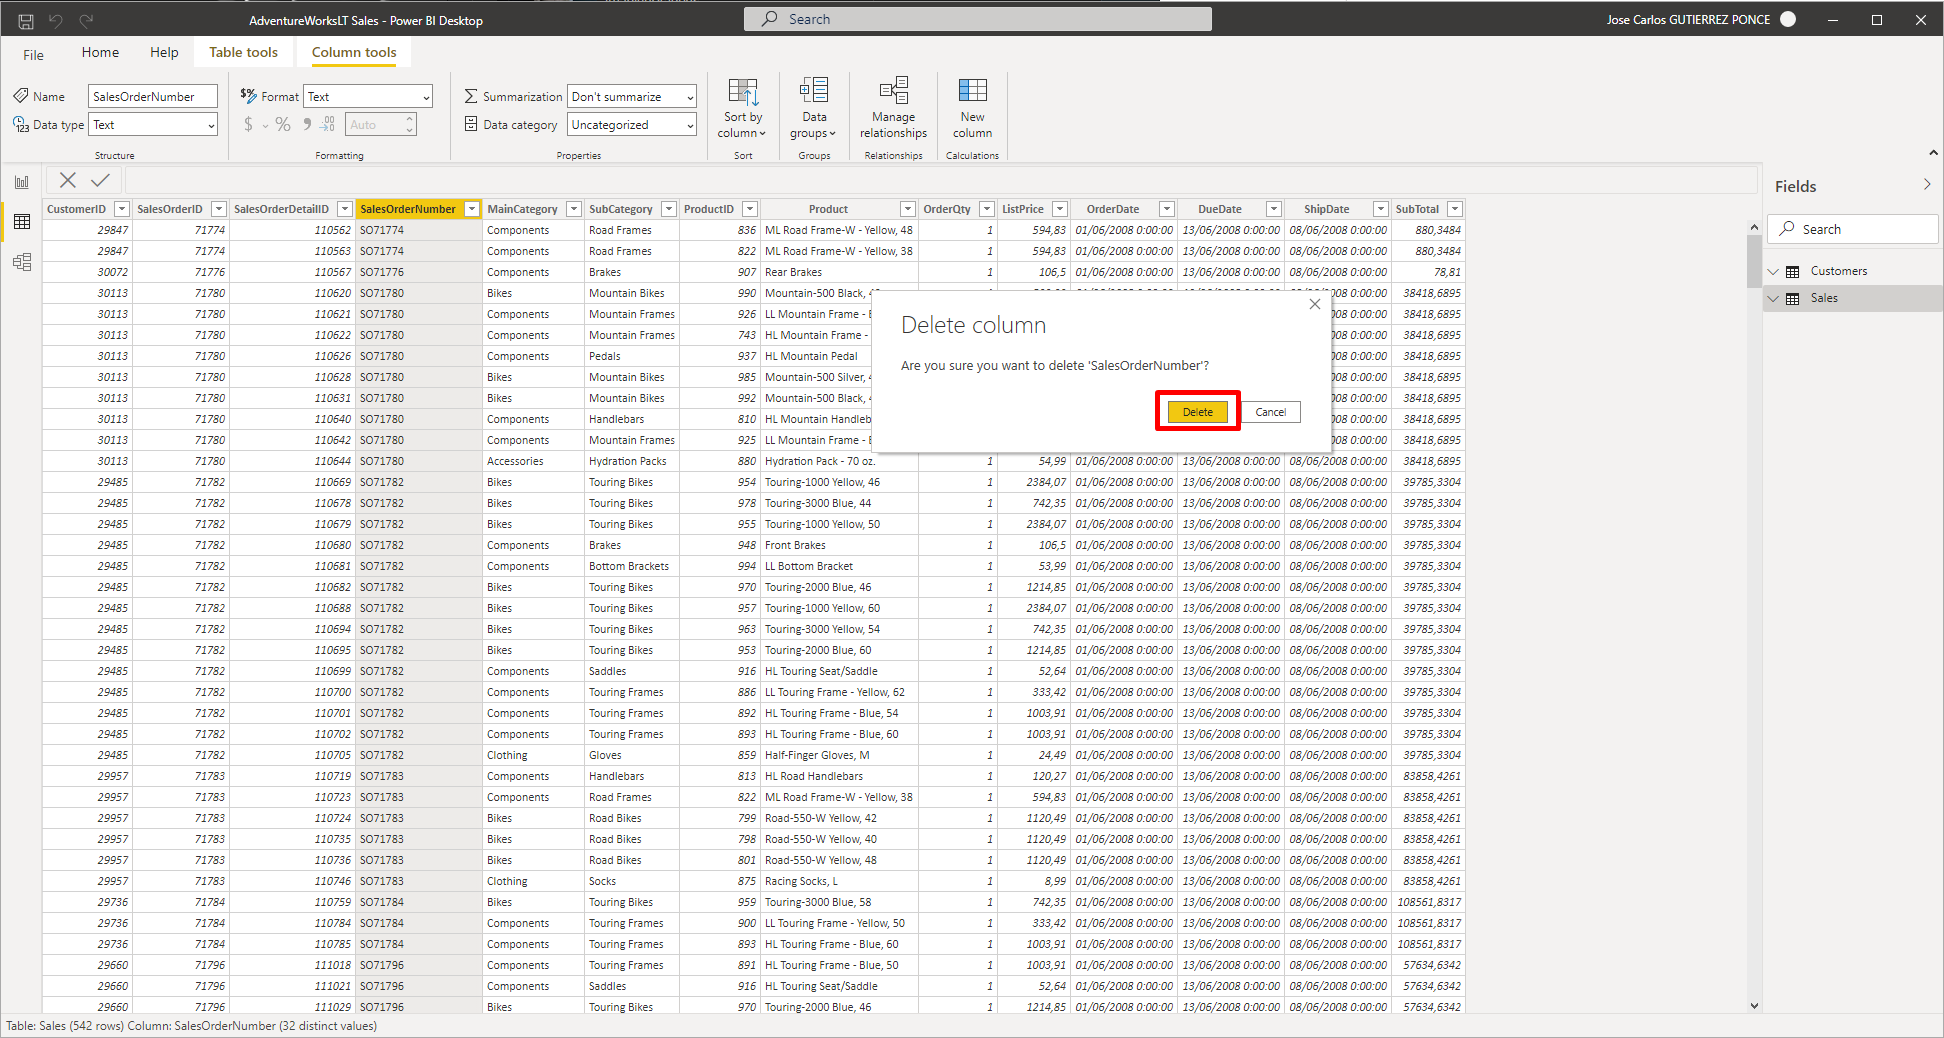 AdventureWorksLT Sales - Power BI Desktop
Search
Jose Carlos GUTIERREZ PONCE
File Home Help Table tools Column tools
Name SalesOrderNumber
Data type Text
Structure
Format Text
$ % Auto
Formatting
Summarization Don't summarize
Data category Uncategorized
Properties
Sort by column
Sort
Data groups
Groups
Manage relationships
Relationships
New column
Calculations
Fields
Search
Customers
Sales
CustomerID SalesOrderID SalesOrderDetailID SalesOrderNumber MainCategory SubCategory ProductID Product OrderQty ListPrice OrderDate DueDate ShipDate SubTotal
29847 71774 110562 SO71774 Components Road Frames 836 ML Road Frame-W - Yellow, 48 1 594,83 01/06/2008 0:00:00 13/06/2008 0:00:00 08/06/2008 0:00:00 880,3484
29847 71774 110563 SO71774 Components Road Frames 822 ML Road Frame-W - Yellow, 38 1 594,83 01/06/2008 0:00:00 13/06/2008 0:00:00 08/06/2008 0:00:00 880,3484
30072 71776 110567 SO71776 Components Brakes 907 Rear Brakes 1 106,5 01/06/2008 0:00:00 13/06/2008 0:00:00 08/06/2008 0:00:00 78,81
30113 71780 110620 SO71780 Bikes Mountain Bikes 990 Mountain-500 Black, 38418,6895
30113 71780 110621 SO71780 Components Mountain Frames 926 LL Mountain Frame - 008 0:00:00 38418,6895
30113 71780 110622 SO71780 Components Mountain Frames 743 HL Mountain Frame - 008 0:00:00 38418,6895
30113 71780 110626 SO71780 Components Pedals 937 HL Mountain Pedal 008 0:00:00 38418,6895
30113 71780 110628 SO71780 Bikes Mountain Bikes 985 Mountain-500 Silver, 008 0:00:00 38418,6895
30113 71780 110631 SO71780 Bikes Mountain Bikes 992 Mountain-500 Black, 008 0:00:00 38418,6895
30113 71780 110640 SO71780 Components Handlebars 810 HL Mountain Handleb 008 0:00:00 38418,6895
30113 71780 110642 SO71780 Components Mountain Frames 925 LL Mountain Frame - 008 0:00:00 38418,6895
30113 71780 110644 SO71780 Accessories Hydration Packs 880 Hydration Pack - 70 oz. 1 54,99 01/06/2008 0:00:00 13/06/2008 0:00:00 08/06/2008 0:00:00 38418,6895
29485 71782 110669 SO71782 Bikes Touring Bikes 954 Touring-1000 Yellow, 46 1 2384,07 01/06/2008 0:00:00 13/06/2008 0:00:00 08/06/2008 0:00:00 39785,3304
29485 71782 110678 SO71782 Bikes Touring Bikes 978 Touring-3000 Blue, 44 1 742,35 01/06/2008 0:00:00 13/06/2008 0:00:00 08/06/2008 0:00:00 39785,3304
29485 71782 110679 SO71782 Bikes Touring Bikes 955 Touring-1000 Yellow, 50 1 2384,07 01/06/2008 0:00:00 13/06/2008 0:00:00 08/06/2008 0:00:00 39785,3304
29485 71782 110680 SO71782 Components Brakes 948 Front Brakes 1 106,5 01/06/2008 0:00:00 13/06/2008 0:00:00 08/06/2008 0:00:00 39785,3304
29485 71782 110681 SO71782 Components Bottom Brackets 994 LL Bottom Bracket 1 53,99 01/06/2008 0:00:00 13/06/2008 0:00:00 08/06/2008 0:00:00 39785,3304
29485 71782 110682 SO71782 Bikes Touring Bikes 970 Touring-2000 Blue, 46 1 1214,85 01/06/2008 0:00:00 13/06/2008 0:00:00 08/06/2008 0:00:00 39785,3304
29485 71782 110688 SO71782 Bikes Touring Bikes 957 Touring-1000 Yellow, 60 1 2384,07 01/06/2008 0:00:00 13/06/2008 0:00:00 08/06/2008 0:00:00 39785,3304
29485 71782 110694 SO71782 Bikes Touring Bikes 963 Touring-3000 Yellow, 54 1 742,35 01/06/2008 0:00:00 13/06/2008 0:00:00 08/06/2008 0:00:00 39785,3304
29485 71782 110695 SO71782 Bikes Touring Bikes 953 Touring-2000 Blue, 60 1 1214,85 01/06/2008 0:00:00 13/06/2008 0:00:00 08/06/2008 0:00:00 39785,3304
29485 71782 110699 SO71782 Components Saddles 916 HL Touring Seat/Saddle 1 52,64 01/06/2008 0:00:00 13/06/2008 0:00:00 08/06/2008 0:00:00 39785,3304
29485 71782 110700 SO71782 Components Touring Frames 886 LL Touring Frame - Yellow, 62 1 333,42 01/06/2008 0:00:00 13/06/2008 0:00:00 08/06/2008 0:00:00 39785,3304
29485 71782 110701 SO71782 Components Touring Frames 892 HL Touring Frame - Blue, 54 1 1003,91 01/06/2008 0:00:00 13/06/2008 0:00:00 08/06/2008 0:00:00 39785,3304
29485 71782 110702 SO71782 Components Touring Frames 893 HL Touring Frame - Blue, 60 1 1003,91 01/06/2008 0:00:00 13/06/2008 0:00:00 08/06/2008 0:00:00 39785,3304
29485 71782 110705 SO71782 Clothing Gloves 859 Half-Finger Gloves, M 1 24,49 01/06/2008 0:00:00 13/06/2008 0:00:00 08/06/2008 0:00:00 39785,3304
29957 71783 110719 SO71783 Components Handlebars 813 HL Road Handlebars 1 120,27 01/06/2008 0:00:00 13/06/2008 0:00:00 08/06/2008 0:00:00 83858,4261
29957 71783 110723 SO71783 Components Road Frames 822 ML Road Frame-W - Yellow, 38 1 594,83 01/06/2008 0:00:00 13/06/2008 0:00:00 08/06/2008 0:00:00 83858,4261
29957 71783 110724 SO71783 Bikes Road Bikes 799 Road-550-W Yellow, 42 1 1120,49 01/06/2008 0:00:00 13/06/2008 0:00:00 08/06/2008 0:00:00 83858,4261
29957 71783 110735 SO71783 Bikes Road Bikes 798 Road-550-W Yellow, 40 1 1120,49 01/06/2008 0:00:00 13/06/2008 0:00:00 08/06/2008 0:00:00 83858,4261
29957 71783 110736 SO71783 Bikes Road Bikes 801 Road-550-W Yellow, 48 1 1120,49 01/06/2008 0:00:00 13/06/2008 0:00:00 08/06/2008 0:00:00 83858,4261
29957 71783 110746 SO71783 Clothing Socks 875 Racing Socks, L 1 8,99 01/06/2008 0:00:00 13/06/2008 0:00:00 08/06/2008 0:00:00 83858,4261
29736 71784 110759 SO71784 Bikes Touring Bikes 959 Touring-3000 Blue, 58 1 742,35 01/06/2008 0:00:00 13/06/2008 0:00:00 08/06/2008 0:00:00 108561,8317
29736 71784 110784 SO71784 Components Touring Frames 900 LL Touring Frame - Yellow, 50 1 333,42 01/06/2008 0:00:00 13/06/2008 0:00:00 08/06/2008 0:00:00 108561,8317
29736 71784 110785 SO71784 Components Touring Frames 893 HL Touring Frame - Blue, 60 1 1003,91 01/06/2008 0:00:00 13/06/2008 0:00:00 08/06/2008 0:00:00 108561,8317
29660 71796 111018 SO71796 Components Touring Frames 891 HL Touring Frame - Blue, 50 1 1003,91 01/06/2008 0:00:00 13/06/2008 0:00:00 08/06/2008 0:00:00 57634,6342
29660 71796 111021 SO71796 Components Saddles 916 HL Touring Seat/Saddle 1 52,64 01/06/2008 0:00:00 13/06/2008 0:00:00 08/06/2008 0:00:00 57634,6342
29660 71796 111029 SO71796 Bikes Touring Bikes 970 Touring-2000 Blue, 46 1 1214,85 01/06/2008 0:00:00 13/06/2008 0:00:00 08/06/2008 0:00:00 57634,6342
Delete column
Are you sure you want to delete 'SalesOrderNumber'?
Delete Cancel
Table: Sales (542 rows) Column: SalesOrderNumber (32 distinct values)